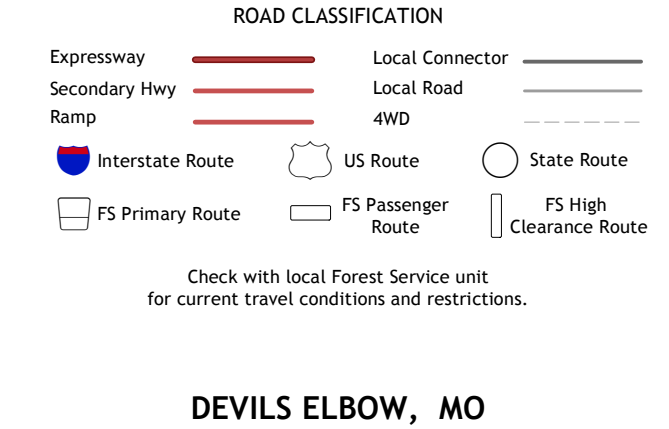 ROAD CLASSIFICATION
Expressway
Local Connector
Secondary Hwy
Local Road
Ramp
4WD
Interstate Route
US Route
State Route
FS Primary Route
FS Passenger
Route
FS High
Clearance Route
Check with local Forest Service unit
for current travel conditions and restrictions.
DEVILS ELBOW, MO